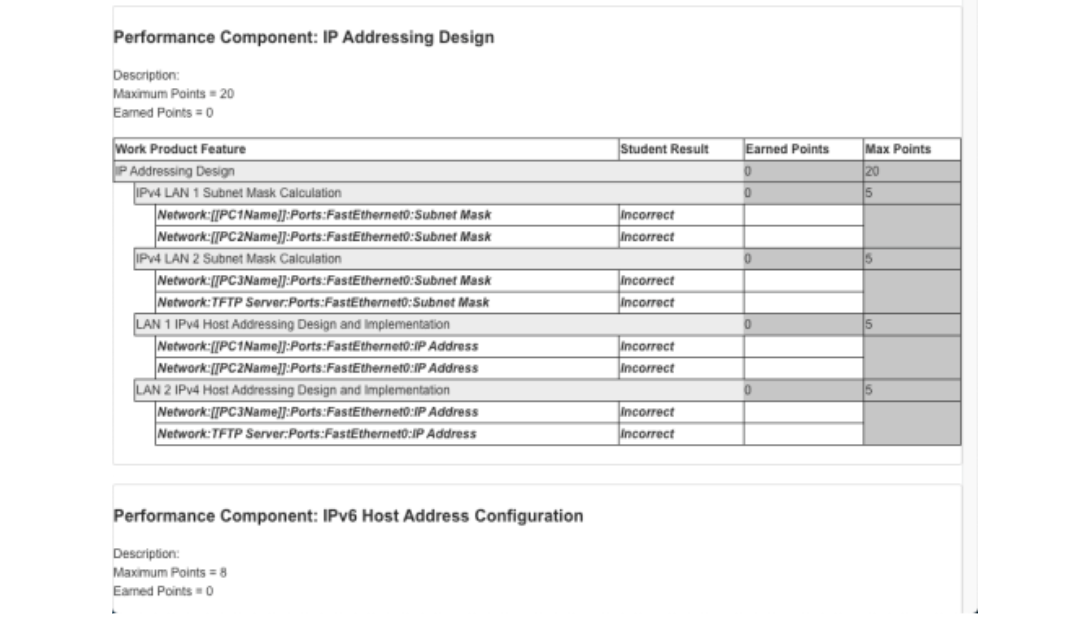 Performance Component: IP Addressing Design
Description:
Maximum Points = 20
Earned Points = 0
Work Product Feature Student Result Earned Points Max Points
IP Addressing Design 0 20
IPv4 LAN 1 Subnet Mask Calculation 0 5
Network:[[PC1Name]]:Ports:FastEthernet0:Subnet Mask Incorrect
Network:[[PC2Name]]:Ports:FastEthernet0:Subnet Mask Incorrect
IPv4 LAN 2 Subnet Mask Calculation 0 5
Network:[[PC3Name]]:Ports:FastEthernet0:Subnet Mask Incorrect
Network:TFTP Server:Ports:FastEthernet0:Subnet Mask Incorrect
LAN 1 IPv4 Host Addressing Design and Implementation 0 5
Network:[[PC1Name]]:Ports:FastEthernet0:IP Address Incorrect
Network:[[PC2Name]]:Ports:FastEthernet0:IP Address Incorrect
LAN 2 IPv4 Host Addressing Design and Implementation 0 5
Network:[[PC3Name]]:Ports:FastEthernet0:IP Address Incorrect
Network:TFTP Server:Ports:FastEthernet0:IP Address Incorrect
Performance Component: IPv6 Host Address Configuration
Description:
Maximum Points = 8
Earned Points = 0